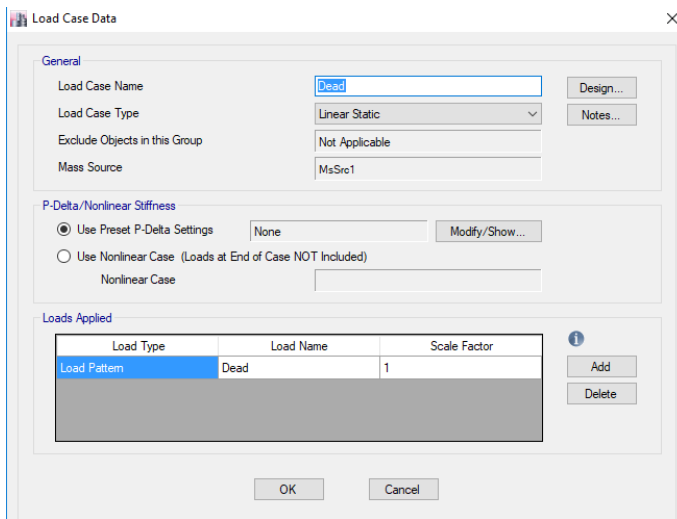 Load Case Data
General
Load Case Name Dead Design...
Load Case Type Linear Static Notes...
Exclude Objects in this Group Not Applicable
Mass Source MsSrc1
P-Delta/Nonlinear Stiffness
Use Preset P-Delta Settings None Modify/Show...
Use Nonlinear Case (Loads at End of Case NOT Included)
Nonlinear Case
Loads Applied
Load Type Load Name Scale Factor
Load Pattern Dead 1
Add
Delete
OK Cancel